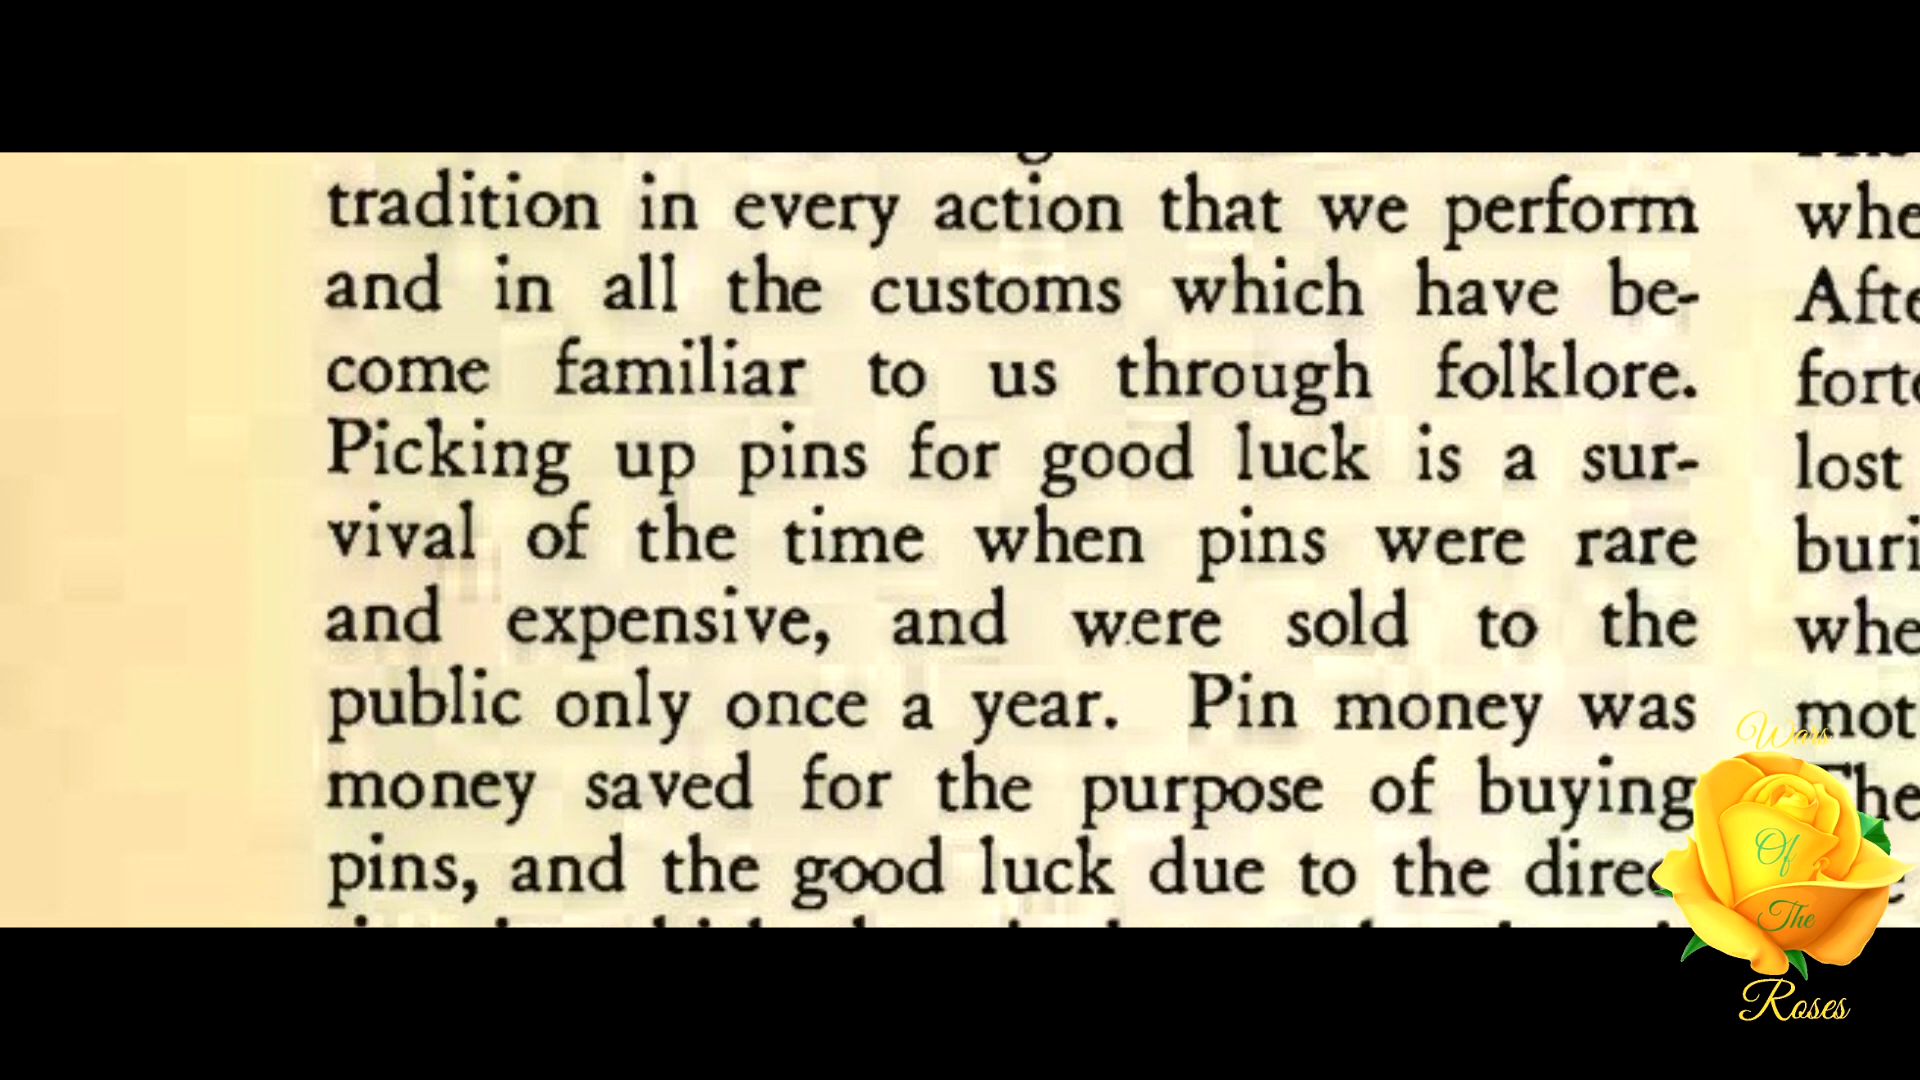 tradition in every action that we perform
and in all the customs which have be-
come familiar to us through folklore.
Picking up pins for good luck is a sur-
vival of the time when pins were rare
and expensive, and were sold to the
public only once a year. Pin money was
money saved for the purpose of buying
pins, and the good luck due to the
lost
Wars
Of
The
Roses